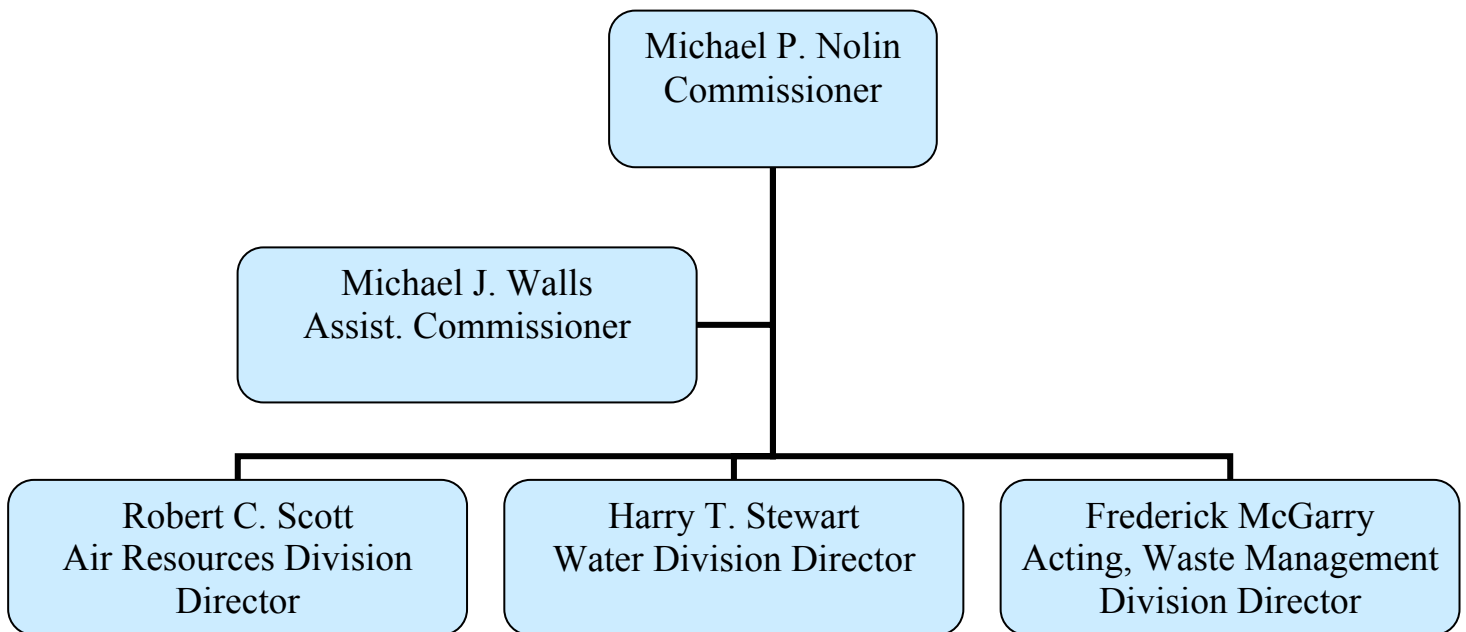 Michael P. Nolin
Commissioner
Michael J. Walls
Assist. Commissioner
Robert C. Scott
Air Resources Division
Director
Harry T. Stewart
Water Division Director
Frederick McGarry
Acting, Waste Management
Division Director